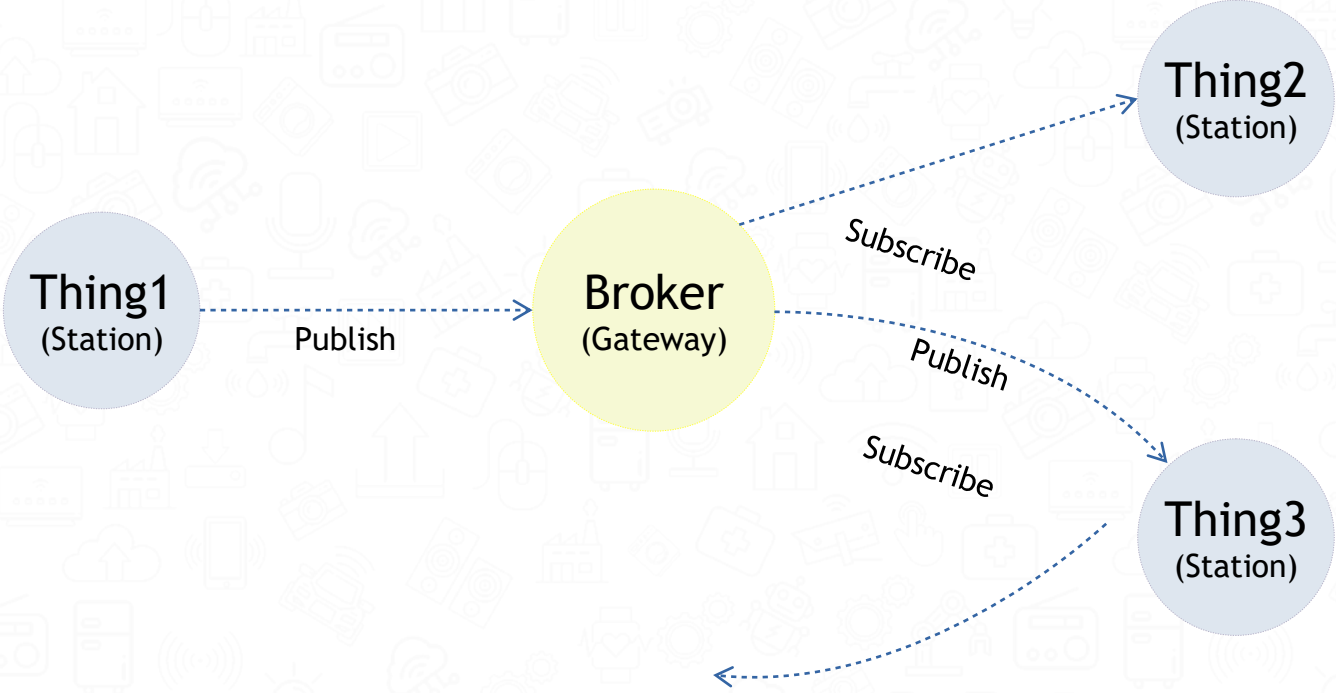 Thing2
(Station)
Subscribe
Thing1
(Station)
Publish
Broker
(Gateway)
Publish
Subscribe
Thing3
(Station)